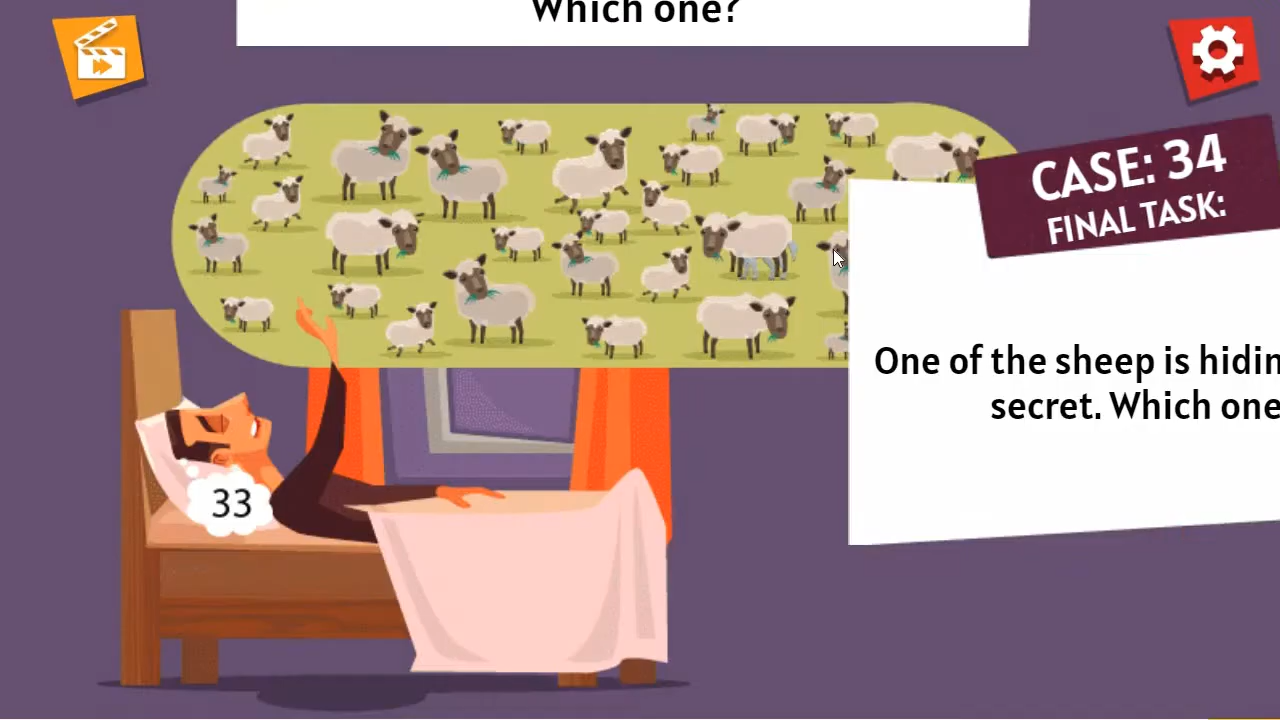 Which one?
CASE: 34
FINAL TASK:
One of the sheep is hidin
secret. Which one
33